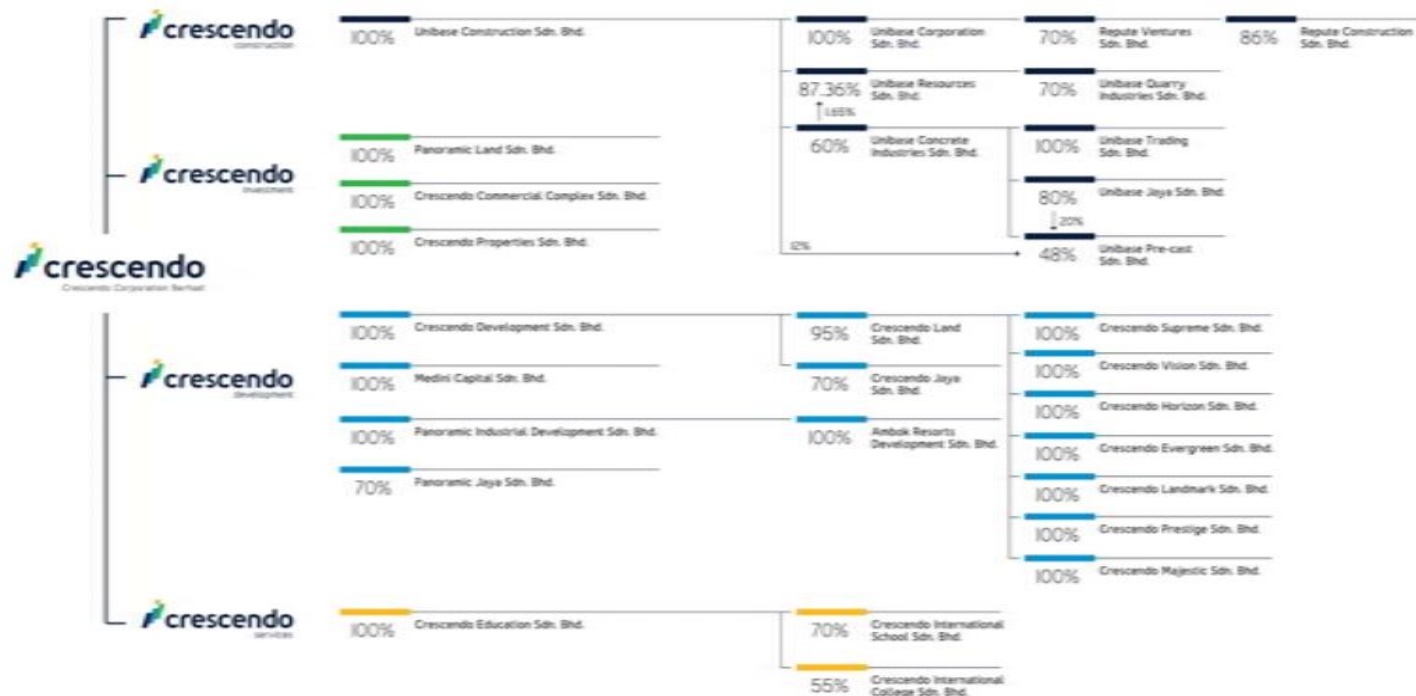 crescendo
construction
100%
Unibase Construction Sdn. Bhd.
100%
Unibase Corporation
Sdn. Bhd.
70%
Repute Ventures
Sdn. Bhd.
86%
Repute Construction
Sdn. Bhd.
87.36%
Unibase Resources
Sdn. Bhd.
70%
Unibase Quarry
Industries Sdn. Bhd.
1.65%
60%
Unibase Concrete
Industries Sdn. Bhd.
100%
Unibase Trading
Sdn. Bhd.
80%
Unibase Jaya Sdn. Bhd.
20%
12%
48%
Unibase Pre-cast
Sdn. Bhd.
crescendo
investment
100%
Panoramic Land Sdn. Bhd.
100%
Crescendo Commercial Complex Sdn. Bhd.
100%
Crescendo Properties Sdn. Bhd.
crescendo
Crescendo Corporation Berhad
crescendo
development
100%
Crescendo Development Sdn. Bhd.
95%
Crescendo Land
Sdn. Bhd.
100%
Crescendo Supreme Sdn. Bhd.
100%
Crescendo Vision Sdn. Bhd.
100%
Crescendo Horizon Sdn. Bhd.
100%
Crescendo Evergreen Sdn. Bhd.
100%
Crescendo Landmark Sdn. Bhd.
100%
Crescendo Prestige Sdn. Bhd.
100%
Crescendo Majestic Sdn. Bhd.
70%
Crescendo Jaya
Sdn. Bhd.
100%
Medini Capital Sdn. Bhd.
100%
Panoramic Industrial Development Sdn. Bhd.
100%
Ambok Resorts
Development Sdn. Bhd.
70%
Panoramic Jaya Sdn. Bhd.
crescendo
services
100%
Crescendo Education Sdn. Bhd.
70%
Crescendo International
School Sdn. Bhd.
55%
Crescendo International
College Sdn. Bhd.